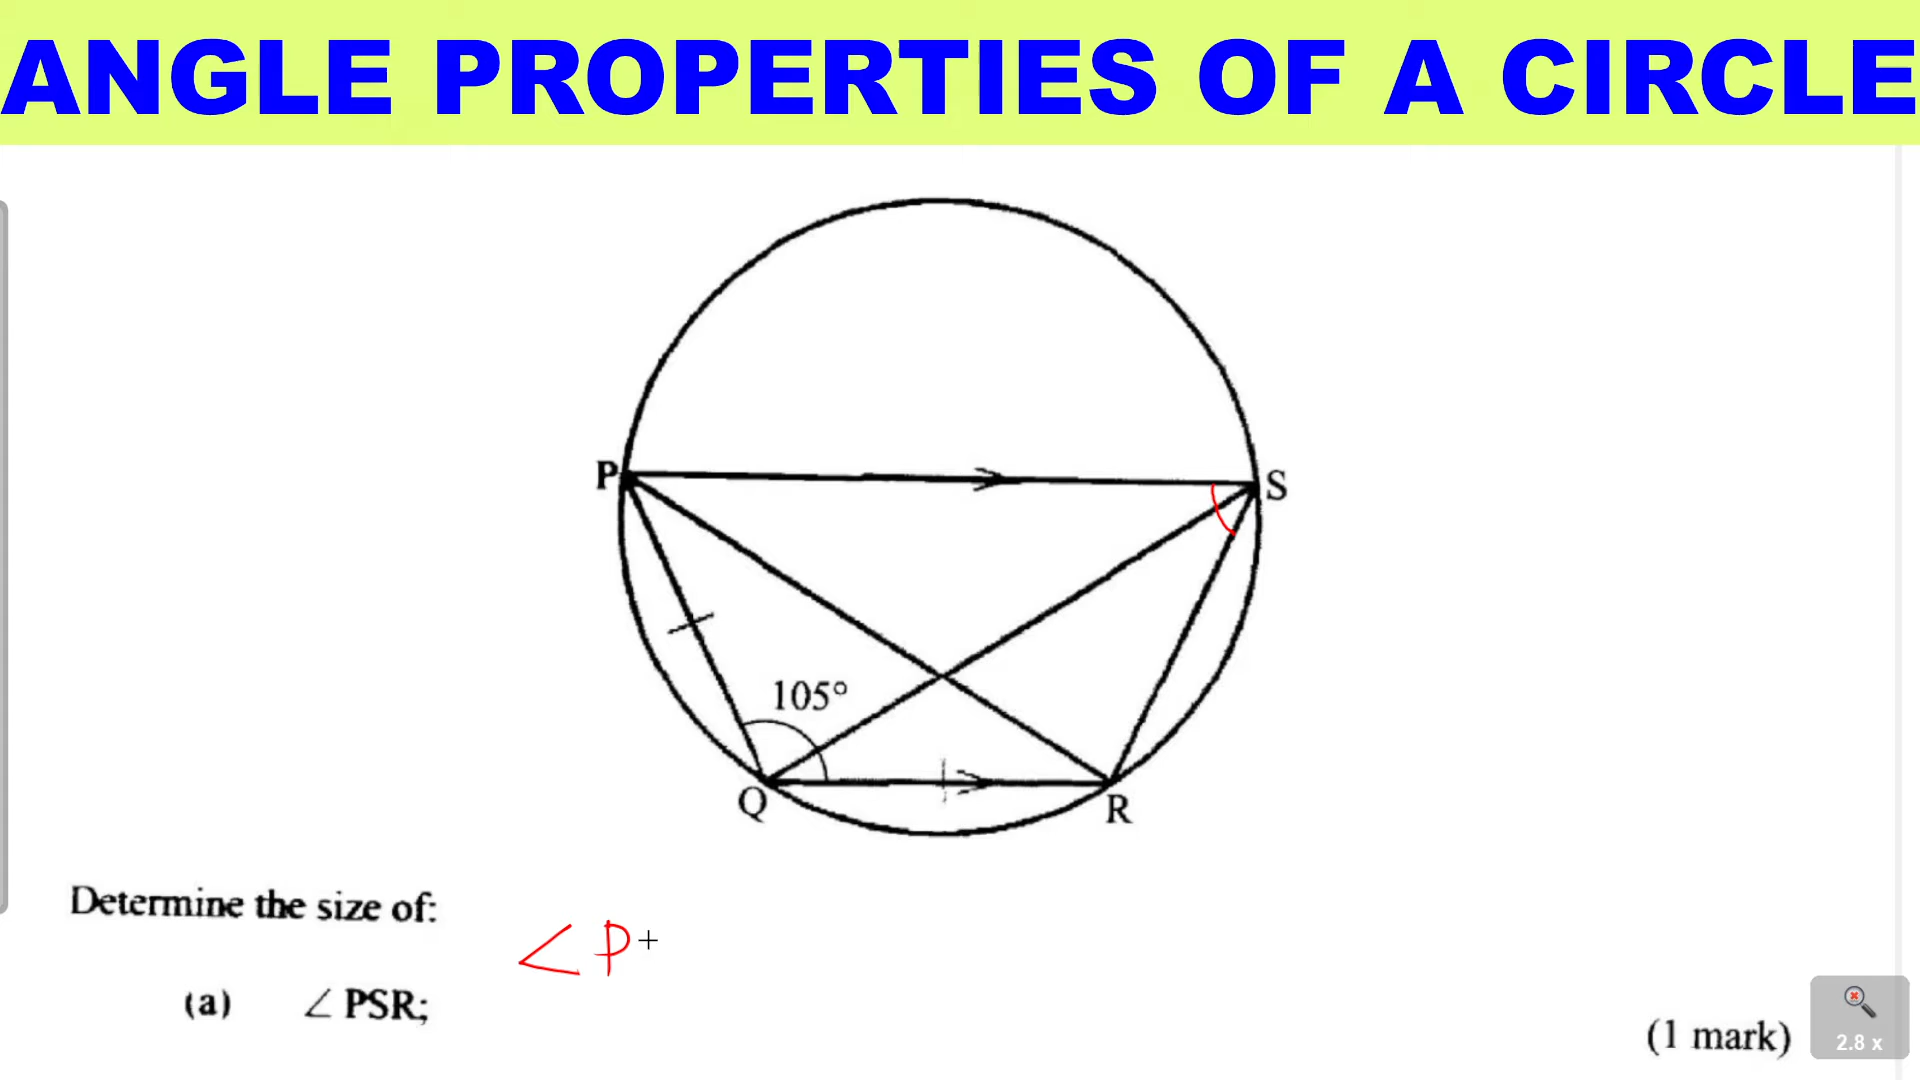 ANGLE PROPERTIES OF A CIRCLE
P
S
105°
Q
R
Determine the size of:
∠ P
(a) ∠ PSR;
(1 mark)
2.8 x